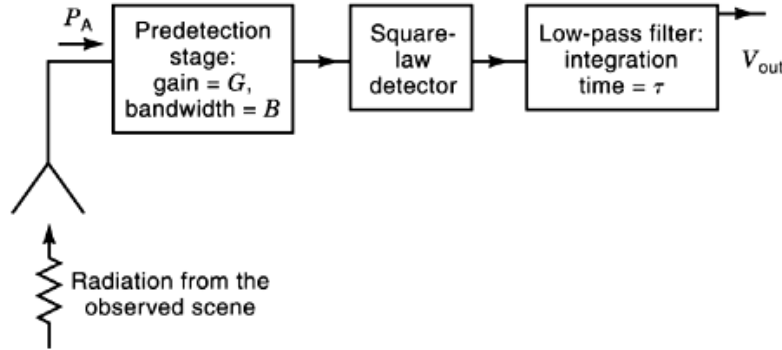 P_A
Predetection
stage:
gain = G,
bandwidth = B
Square-
law
detector
Low-pass filter:
integration
time = τ
V_out
Radiation from the
observed scene